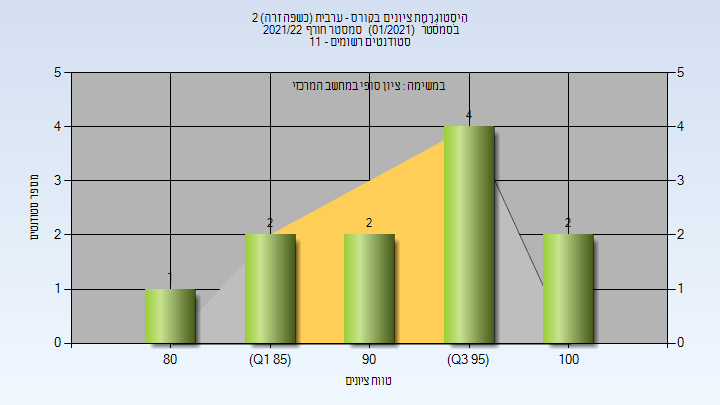 היסטוגרמת ציונים בקורס - ערבית (כשפה זרה) 2
בסמסטר (01/2021) סמסטר חורף 2021/22
סטודנטים רשומים - 11
במשימה : ציון סופי במחשב המרכזי
5 5
4 4 4
3 3
2 2 2 2 2
1 1 1
0 0
מספר סטודנטים
80 (Q1 85) 90 (Q3 95) 100
טווח ציונים